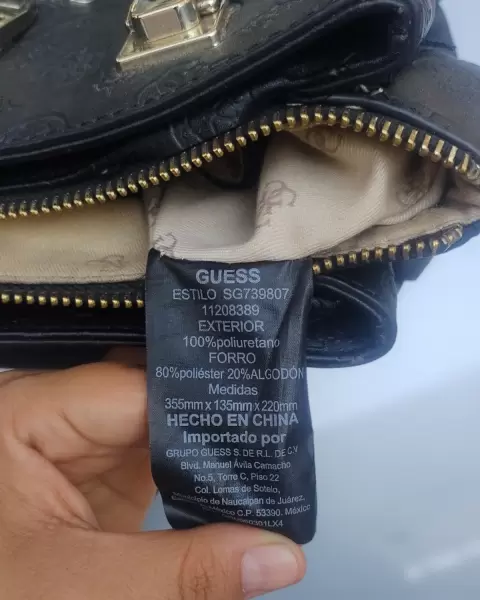 GUESS
ESTILO SG739807
11208389
EXTERIOR
100%poliuretano
FORRO
80%poliéster 20%ALGODÓN
Medidas
355mm x 135mm x 220mm
HECHO EN CHINA
Importado por
GRUPO GUESS S. DE R.L. DE C.V
Blvd. Manuel Ávila Camacho
No.5, Torre C, Piso 22
Col. Lomas de Sotelo,
Municipio de Naucalpan de Juárez,
México C.P. 53390. México
0301LX4